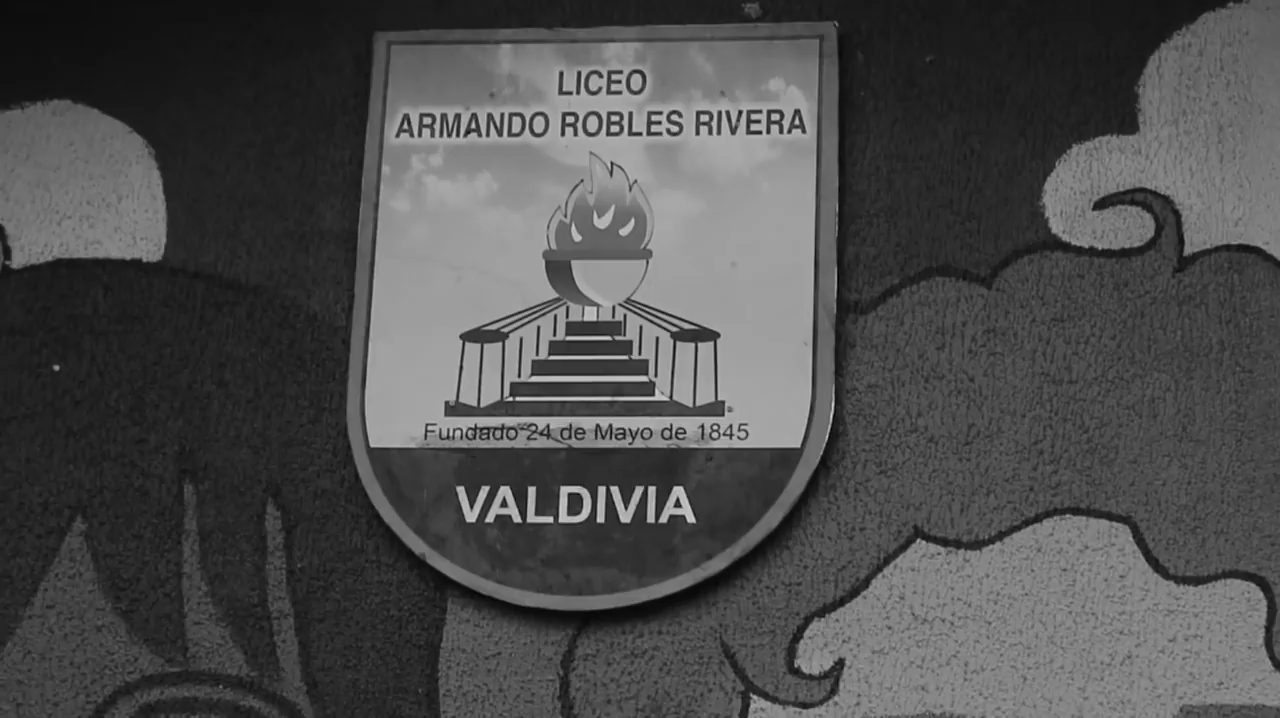 LICEO
ARMANDO ROBLES RIVERA
Fundado 24 de Mayo de 1845
VALDIVIA